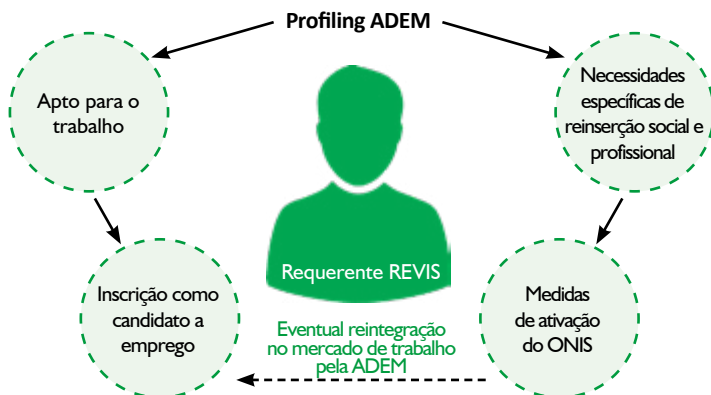 Profiling ADEM
Apto para o
trabalho
Necessidades
específicas de
reinserção social e
profissional
Requerente REVIS
Inscrição como
candidato a
emprego
Eventual reintegração
no mercado de trabalho
pela ADEM
Medidas
de ativação
do ONIS